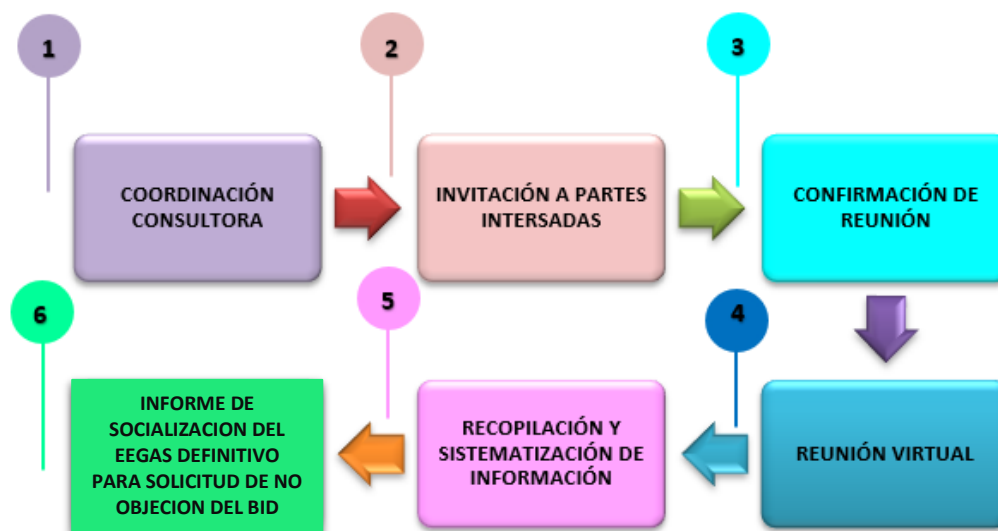 1
COORDINACIÓN
CONSULTORA
2
INVITACIÓN A PARTES
INTERSADAS
3
CONFIRMACIÓN DE
REUNIÓN
4
REUNIÓN VIRTUAL
5
RECOPILACIÓN Y
SISTEMATIZACIÓN DE
INFORMACIÓN
6
INFORME DE
SOCIALIZACION DEL
EEGAS DEFINITIVO
PARA SOLICITUD DE NO
OBJECION DEL BID